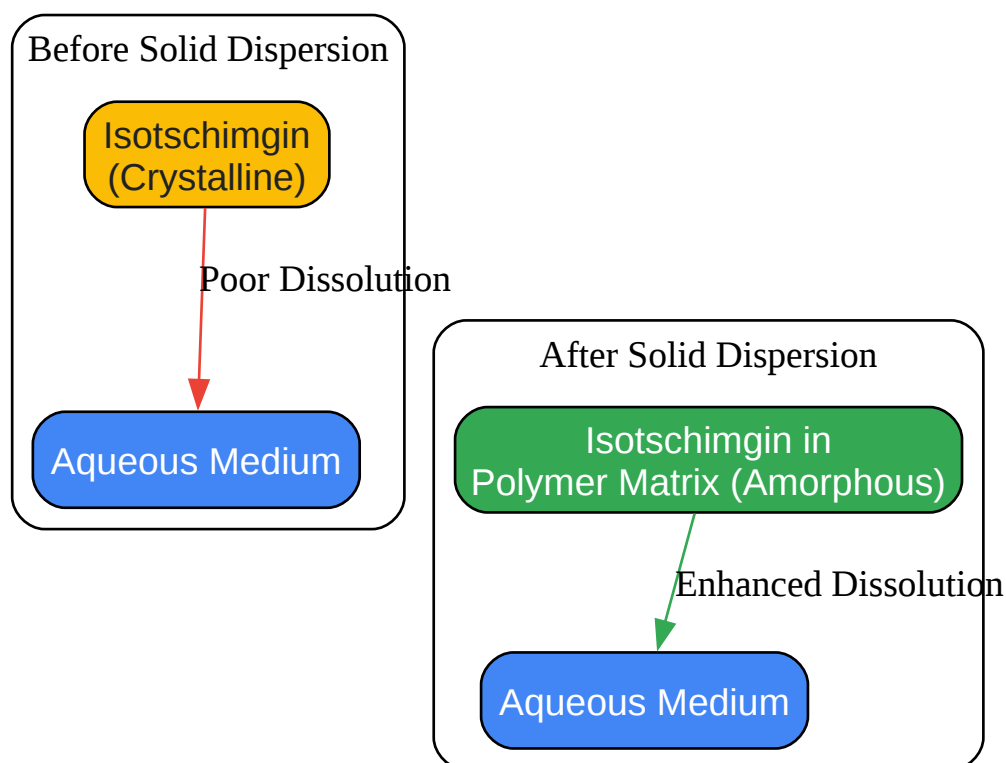 Before Solid Dispersion
Isotschimgin
(Crystalline)
Poor Dissolution
Aqueous Medium
After Solid Dispersion
Isotschimgin in
Polymer Matrix (Amorphous)
Enhanced Dissolution
Aqueous Medium